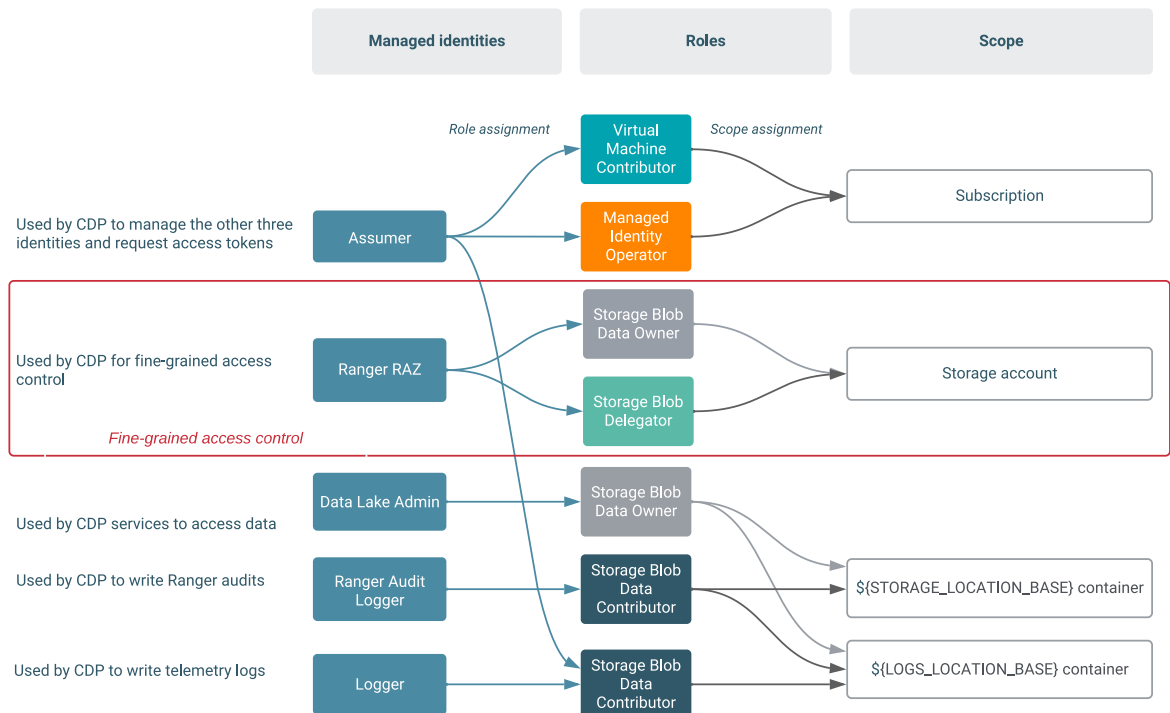 Managed identities
Roles
Scope
Role assignment
Scope assignment
Virtual
Machine
Contributor
Subscription
Used by CDP to manage the other three
identities and request access tokens
Assumer
Managed
Identity
Operator
Used by CDP for fine-grained access
control
Ranger RAZ
Storage Blob
Data Owner
Storage account
Storage Blob
Delegator
Fine-grained access control
Used by CDP services to access data
Data Lake Admin
Storage Blob
Data Owner
Used by CDP to write Ranger audits
Ranger Audit
Logger
Storage Blob
Data
Contributor
${STORAGE_LOCATION_BASE} container
Used by CDP to write telemetry logs
Logger
Storage Blob
Data
Contributor
${LOGS_LOCATION_BASE} container